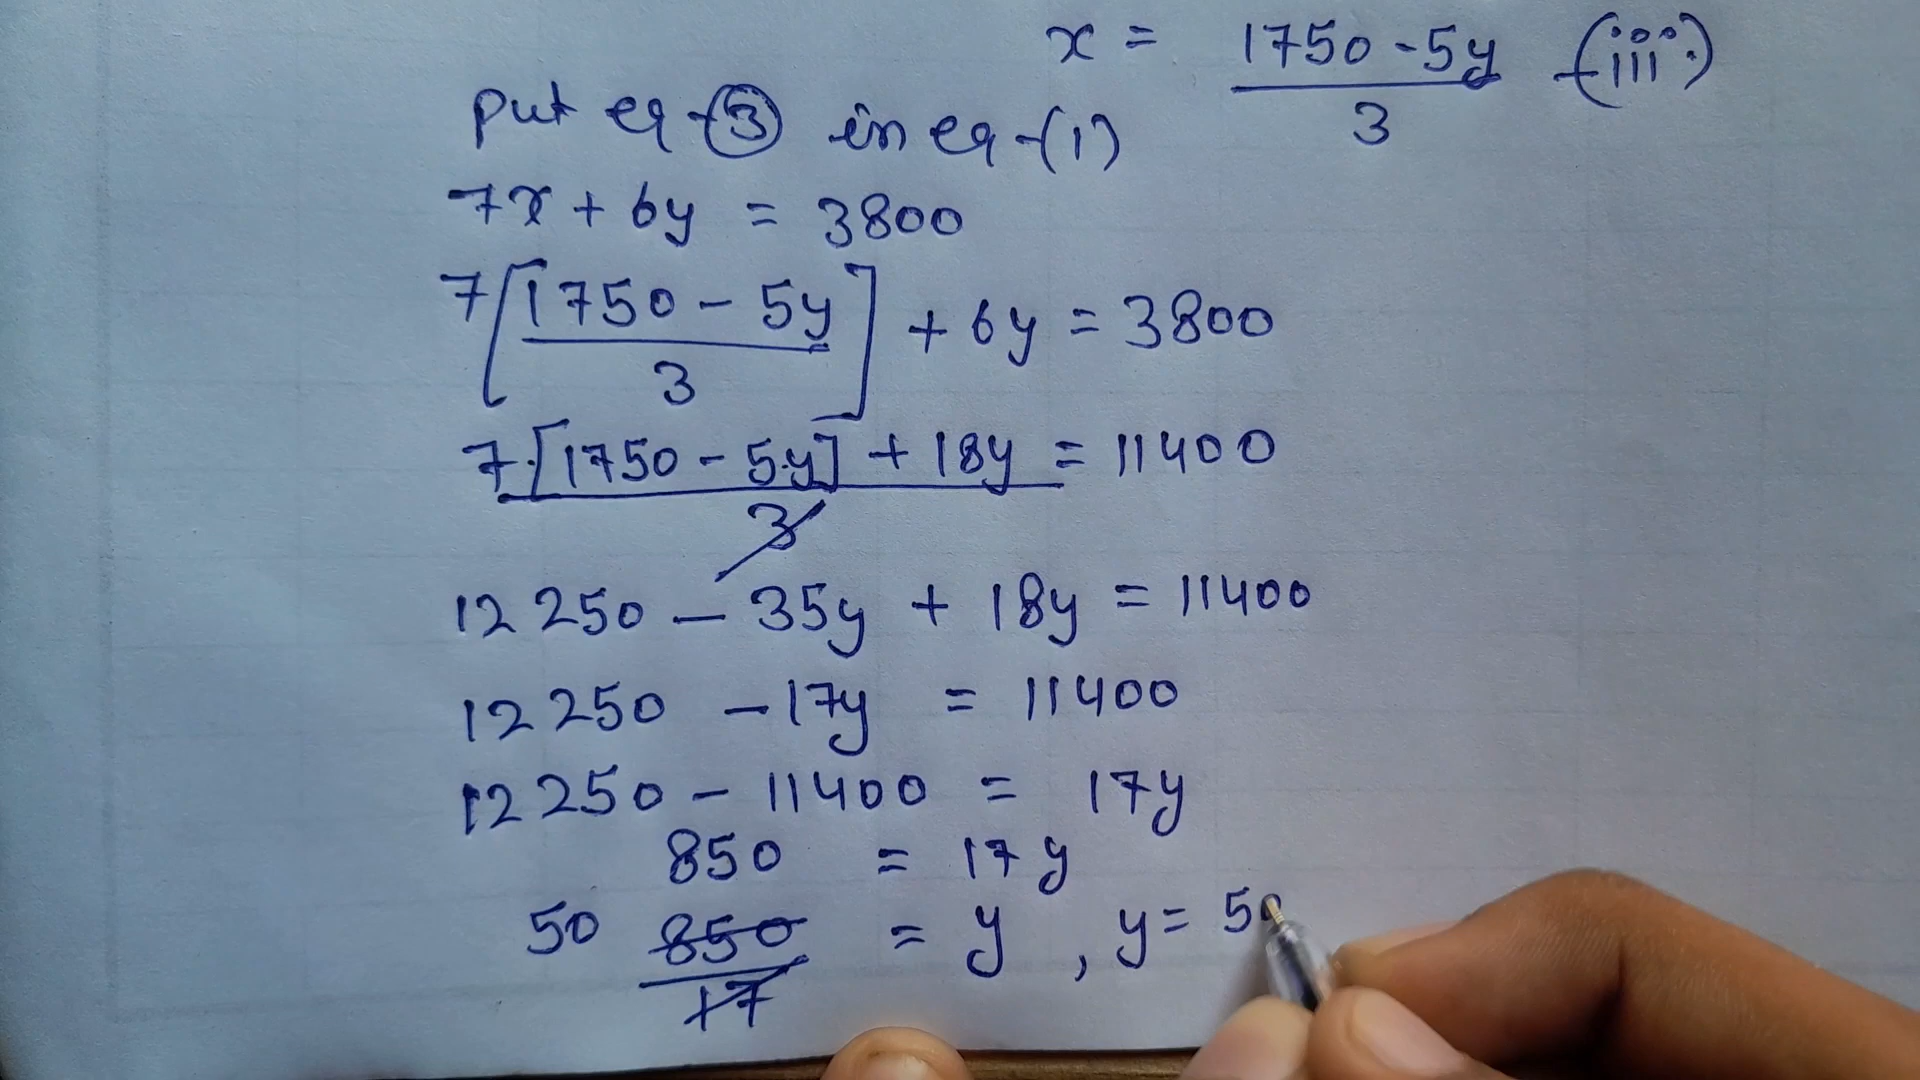 x = 1750 - 5y / 3 -(iii)
Put eq -(3) in eq -(1)
7x + 6y = 3800
7[1750 - 5y / 3] + 6y = 3800
7.[1750 - 5.y] + 18y / 3 = 11400
12250 - 35y + 18y = 11400
12250 - 17y = 11400
12250 - 11400 = 17y
850 = 17y
50 850 / 17 = y , y = 50